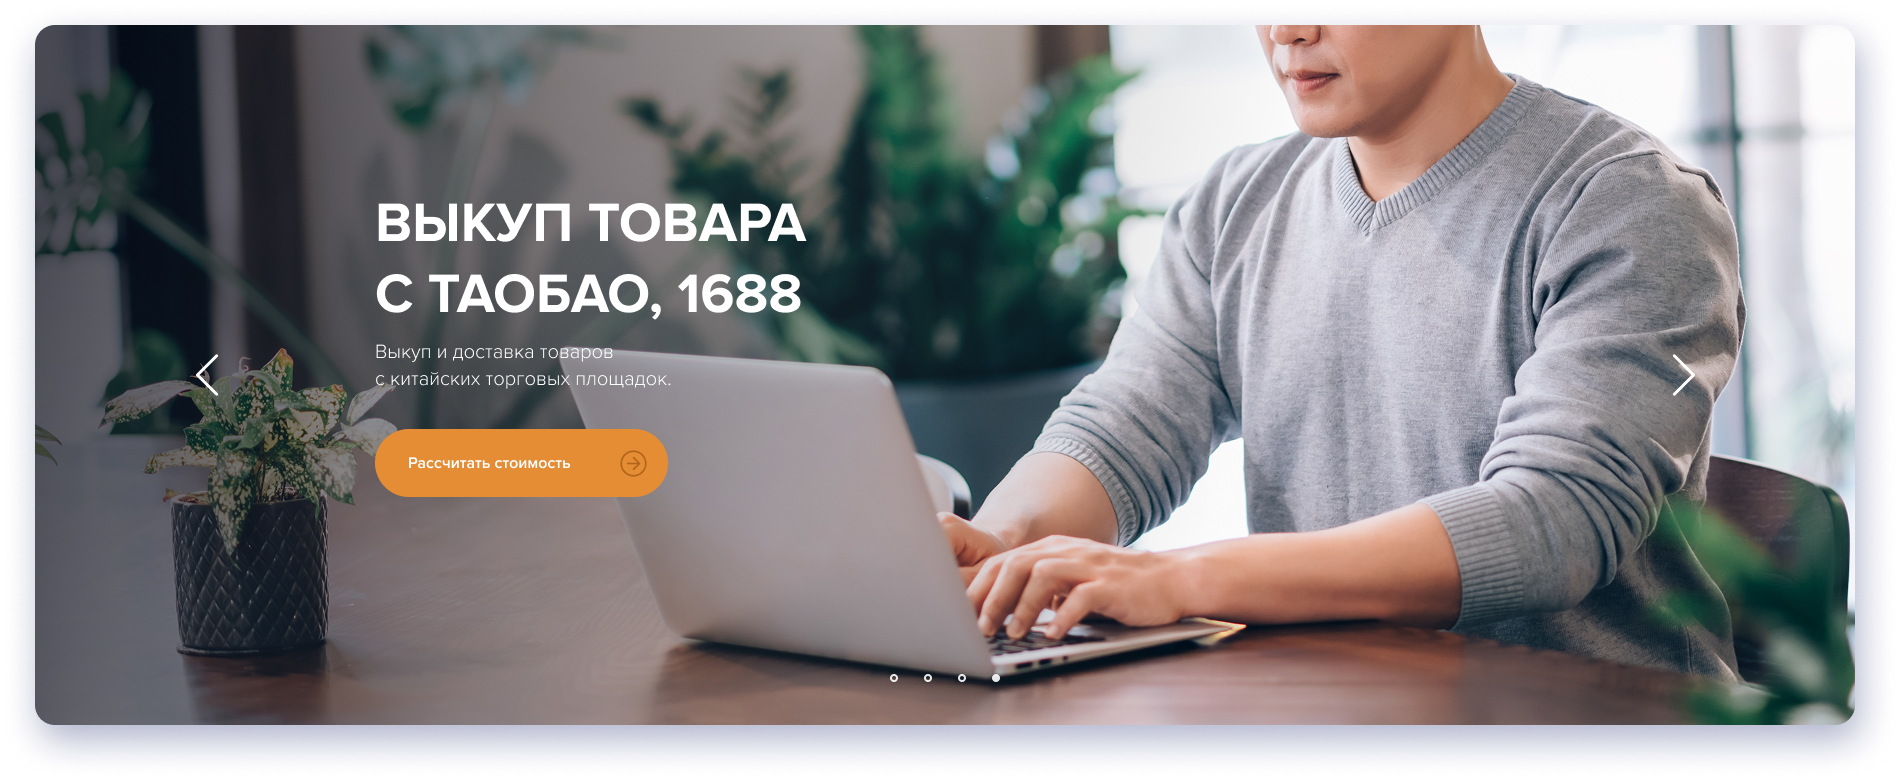 ВЫКУП ТОВАРА
С ТАОБАО, 1688
Выкуп и доставка товаров
с китайских торговых площадок.
Рассчитать стоимость